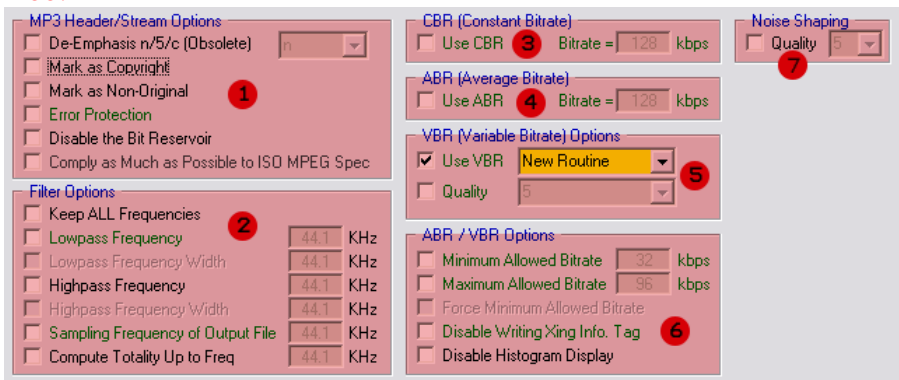 MP3 Header/Stream Options
De-Emphasis n/5/c (Obsolete) n
Mark as Copyright
Mark as Non-Original
1
Error Protection
Disable the Bit Reservoir
Comply as Much as Possible to ISO MPEG Spec
Filter Options
Keep ALL Frequencies
2
Lowpass Frequency 44.1 KHz
Lowpass Frequency Width 44.1 KHz
Highpass Frequency 44.1 KHz
Highpass Frequency Width 44.1 KHz
Sampling Frequency of Output File 44.1 KHz
Compute Totality Up to Freq 44.1 KHz
CBR (Constant Bitrate)
Use CBR 3 Bitrate = 128 kbps
ABR (Average Bitrate)
Use ABR 4 Bitrate = 128 kbps
VBR (Variable Bitrate) Options
Use VBR New Routine
5
Quality 5
ABR / VBR Options
Minimum Allowed Bitrate 32 kbps
Maximum Allowed Bitrate 96 kbps
Force Minimum Allowed Bitrate
Disable Writing Xing Info. Tag 6
Disable Histogram Display
Noise Shaping
Quality 5
7